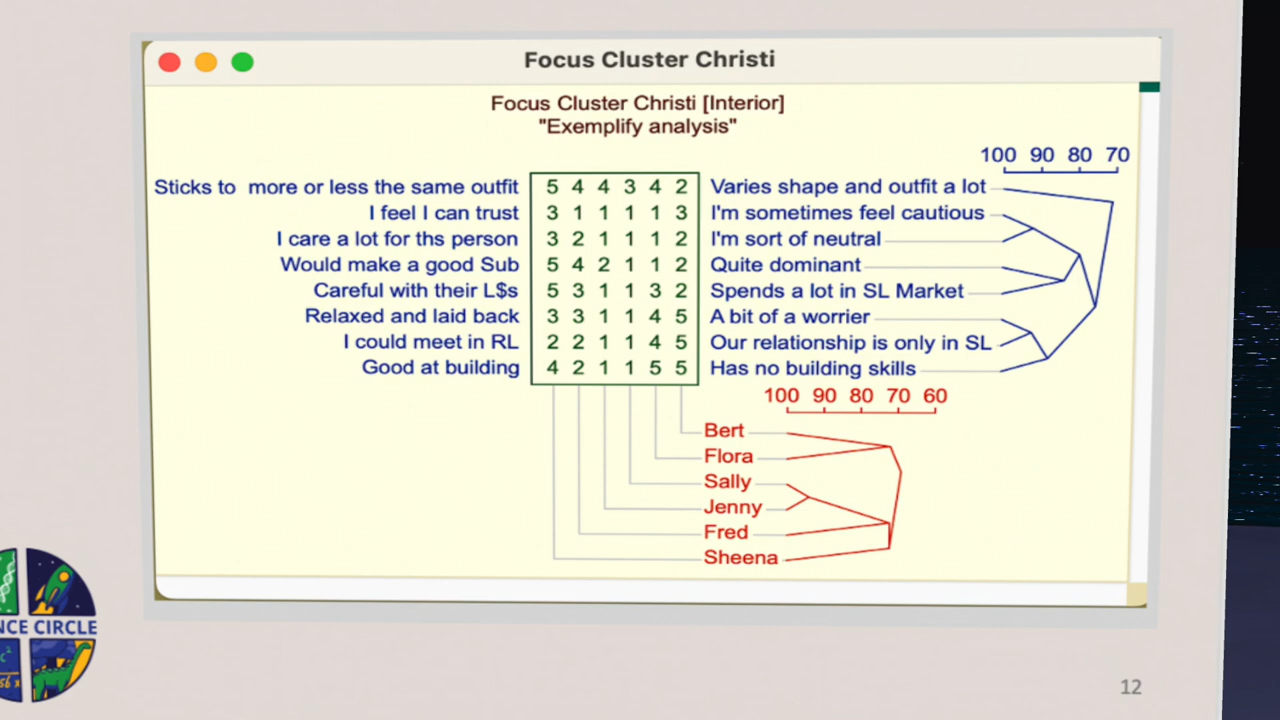 Focus Cluster Christi
Focus Cluster Christi [Interior]
"Exemplify analysis"
100 90 80 70
Sticks to more or less the same outfit 5 4 4 3 4 2 Varies shape and outfit a lot
I feel I can trust 3 1 1 1 1 3 I'm sometimes feel cautious
I care a lot for ths person 3 2 1 1 1 2 I'm sort of neutral
Would make a good Sub 5 4 2 1 1 2 Quite dominant
Careful with their L$s 5 3 1 1 3 2 Spends a lot in SL Market
Relaxed and laid back 3 3 1 1 4 5 A bit of a worrier
I could meet in RL 2 2 1 1 4 5 Our relationship is only in SL
Good at building 4 2 1 1 5 5 Has no building skills
100 90 80 70 60
Bert
Flora
Sally
Jenny
Fred
Sheena
NCE CIRCLE
12